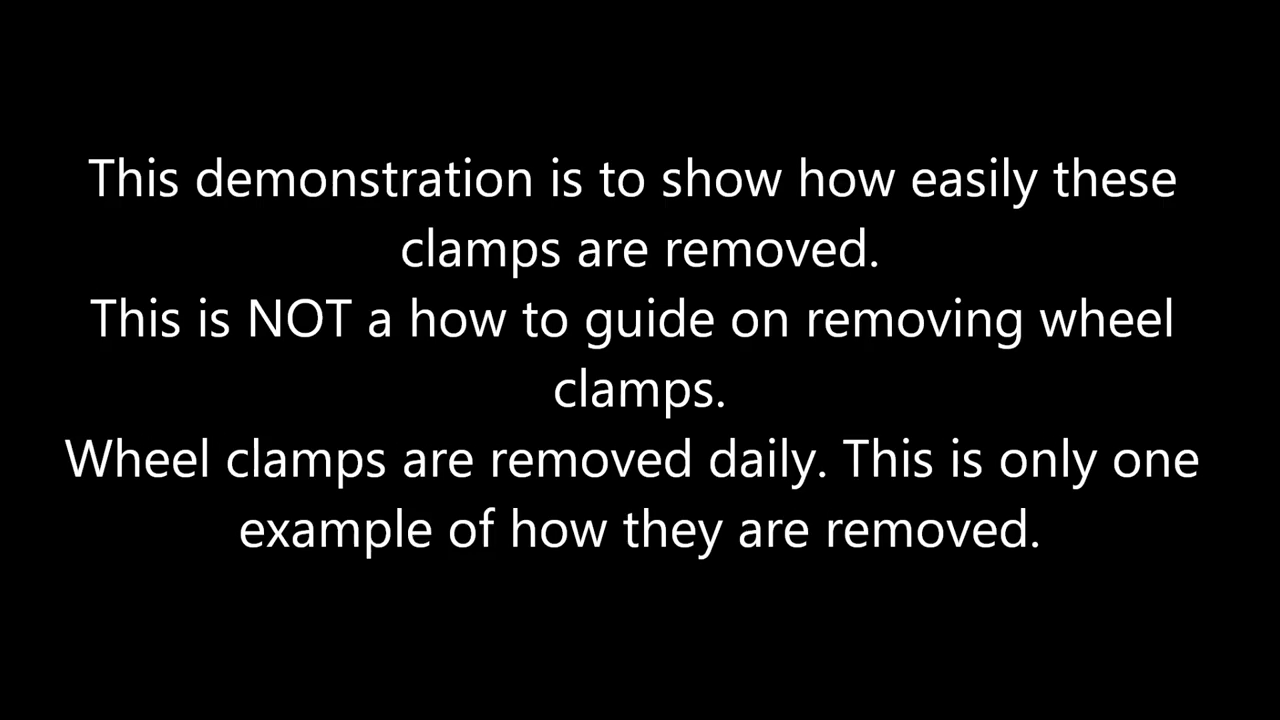 This demonstration is to show how easily these
clamps are removed.
This is NOT a how to guide on removing wheel
clamps.
Wheel clamps are removed daily. This is only one
example of how they are removed.